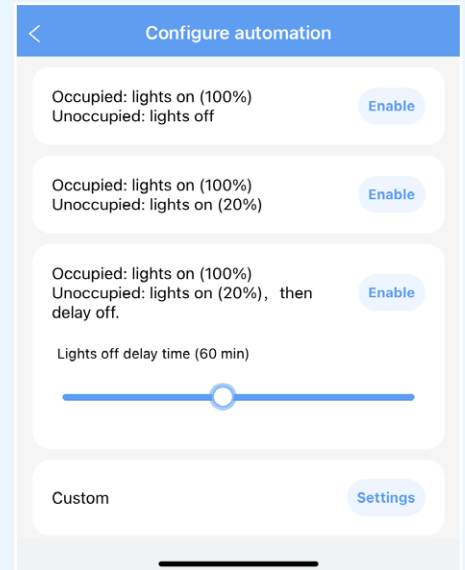 Configure automation
Occupied: lights on (100%)
Unoccupied: lights off
Enable
Occupied: lights on (100%)
Unoccupied: lights on (20%)
Enable
Occupied: lights on (100%)
Unoccupied: lights on (20%)，then
delay off.
Enable
Lights off delay time (60 min)
Custom
Settings